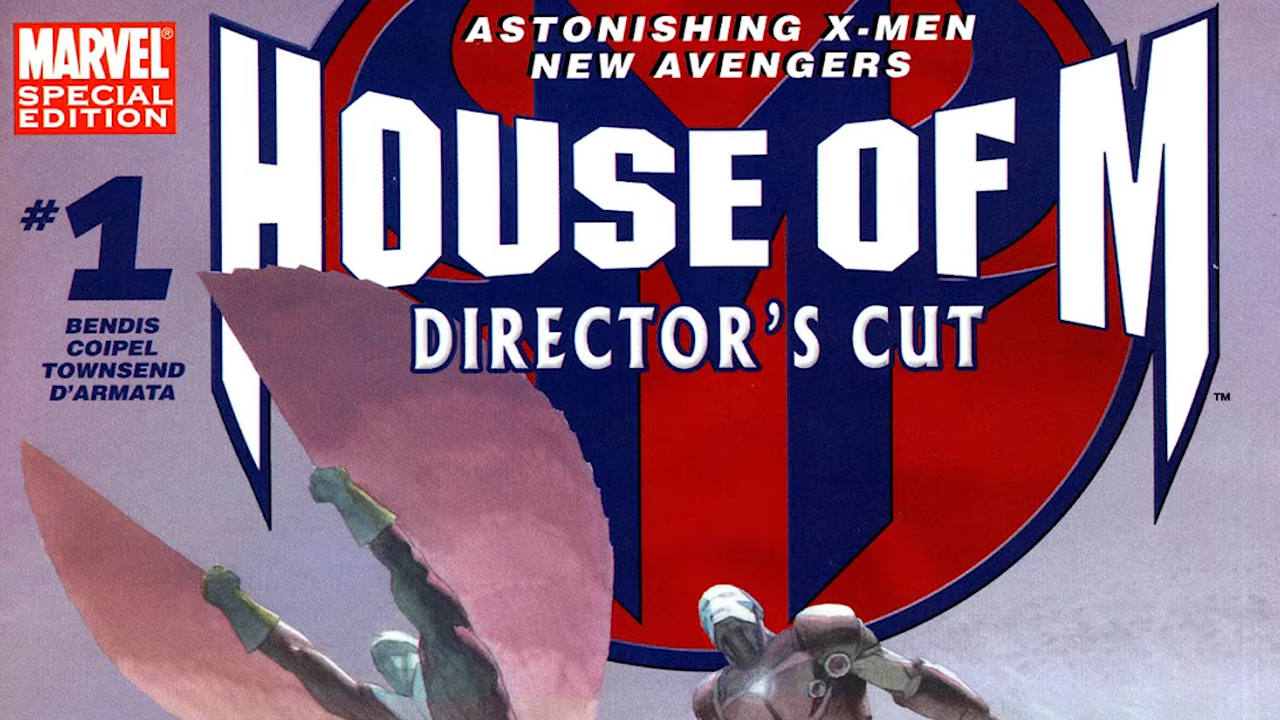 MARVEL®
SPECIAL
EDITION
ASTONISHING X-MEN
NEW AVENGERS
HOUSE OF M
DIRECTOR'S CUT
TM
#1
BENDIS
COIPEL
TOWNSEND
D'ARMATA